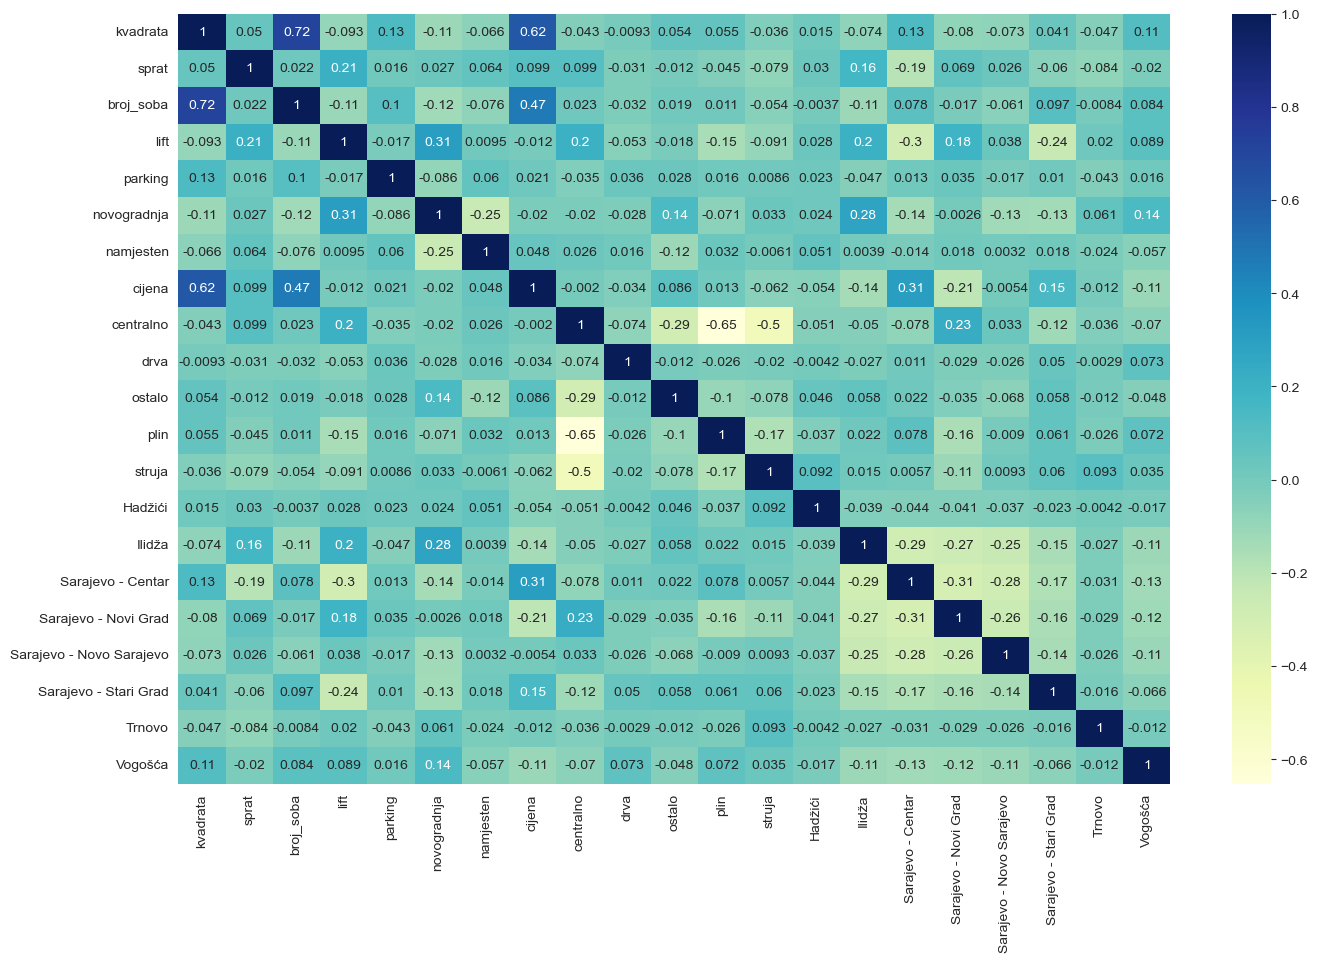 kvadrata 1 0.05 0.72 -0.093 0.13 -0.11 -0.066 0.62 -0.043 -0.0093 0.054 0.055 -0.036 0.015 -0.074 0.13 -0.08 -0.073 0.041 -0.047 0.11
sprat 0.05 1 0.022 0.21 0.016 0.027 0.064 0.099 0.099 -0.031 -0.012 -0.045 -0.079 0.03 0.16 -0.19 0.069 0.026 -0.06 -0.084 -0.02
broj_soba 0.72 0.022 1 -0.11 0.1 -0.12 -0.076 0.47 0.023 -0.032 0.019 0.011 -0.054 -0.0037 -0.11 0.078 -0.017 -0.061 0.097 -0.0084 0.084
lift -0.093 0.21 -0.11 1 -0.017 0.31 0.0095 -0.012 0.2 -0.053 -0.018 -0.15 -0.091 0.028 0.2 -0.3 0.18 0.038 -0.24 0.02 0.089
parking 0.13 0.016 0.1 -0.017 1 -0.086 0.06 0.021 -0.035 0.036 0.028 0.016 0.0086 0.023 -0.047 0.013 0.035 -0.017 0.01 -0.043 0.016
novogradnja -0.11 0.027 -0.12 0.31 -0.086 1 -0.25 -0.02 -0.02 -0.028 0.14 -0.071 0.033 0.024 0.28 -0.14 -0.0026 -0.13 -0.13 0.061 0.14
namjesten -0.066 0.064 -0.076 0.0095 0.06 -0.25 1 0.048 0.026 0.016 -0.12 0.032 -0.0061 0.051 0.0039 -0.014 0.018 0.0032 0.018 -0.024 -0.057
cijena 0.62 0.099 0.47 -0.012 0.021 -0.02 0.048 1 -0.002 -0.034 0.086 0.013 -0.062 -0.054 -0.14 0.31 -0.21 -0.0054 0.15 -0.012 -0.11
centralno -0.043 0.099 0.023 0.2 -0.035 -0.02 0.026 -0.002 1 -0.074 -0.29 -0.65 -0.5 -0.051 -0.05 -0.078 0.23 0.033 -0.12 -0.036 -0.07
drva -0.0093 -0.031 -0.032 -0.053 0.036 -0.028 0.016 -0.034 -0.074 1 -0.012 -0.026 -0.02 -0.0042 -0.027 0.011 -0.029 -0.026 0.05 -0.0029 0.073
ostalo 0.054 -0.012 0.019 -0.018 0.028 0.14 -0.12 0.086 -0.29 -0.012 1 -0.1 -0.078 0.046 0.058 0.022 -0.035 -0.068 0.058 -0.012 -0.048
plin 0.055 -0.045 0.011 -0.15 0.016 -0.071 0.032 0.013 -0.65 -0.026 -0.1 1 -0.17 -0.037 0.022 0.078 -0.16 -0.009 0.061 -0.026 0.072
struja -0.036 -0.079 -0.054 -0.091 0.0086 0.033 -0.0061 -0.062 -0.5 -0.02 -0.078 -0.17 1 0.092 0.015 0.0057 -0.11 0.0093 0.06 0.093 0.035
Hadžići 0.015 0.03 -0.0037 0.028 0.023 0.024 0.051 -0.054 -0.051 -0.0042 0.046 -0.037 0.092 1 -0.039 -0.044 -0.041 -0.037 -0.023 -0.0042 -0.017
Ilidža -0.074 0.16 -0.11 0.2 -0.047 0.28 0.0039 -0.14 -0.05 -0.027 0.058 0.022 0.015 -0.039 1 -0.29 -0.27 -0.25 -0.15 -0.027 -0.11
Sarajevo - Centar 0.13 -0.19 0.078 -0.3 0.013 -0.14 -0.014 0.31 -0.078 0.011 0.022 0.078 0.0057 -0.044 -0.29 1 -0.31 -0.28 -0.17 -0.031 -0.13
Sarajevo - Novi Grad -0.08 0.069 -0.017 0.18 0.035 -0.0026 0.018 -0.21 0.23 -0.029 -0.035 -0.16 -0.11 -0.041 -0.27 -0.31 1 -0.26 -0.16 -0.029 -0.12
Sarajevo - Novo Sarajevo -0.073 0.026 -0.061 0.038 -0.017 -0.13 0.0032 -0.0054 0.033 -0.026 -0.068 -0.009 0.0093 -0.037 -0.25 -0.28 -0.26 1 -0.14 -0.026 -0.11
Sarajevo - Stari Grad 0.041 -0.06 0.097 -0.24 0.01 -0.13 0.018 0.15 -0.12 0.05 0.058 0.061 0.06 -0.023 -0.15 -0.17 -0.16 -0.14 1 -0.016 -0.066
Trnovo -0.047 -0.084 -0.0084 0.02 -0.043 0.061 -0.024 -0.012 -0.036 -0.0029 -0.012 -0.026 0.093 -0.0042 -0.027 -0.031 -0.029 -0.026 -0.016 1 -0.012
Vogošća 0.11 -0.02 0.084 0.089 0.016 0.14 -0.057 -0.11 -0.07 0.073 -0.048 0.072 0.035 -0.017 -0.11 -0.13 -0.12 -0.11 -0.066 -0.012 1
kvadrata
sprat
broj_soba
lift
parking
novogradnja
namjesten
cijena
centralno
drva
ostalo
plin
struja
Hadžići
Ilidža
Sarajevo - Centar
Sarajevo - Novi Grad
Sarajevo - Novo Sarajevo
Sarajevo - Stari Grad
Trnovo
Vogošća
1.0
0.8
0.6
0.4
0.2
0.0
−0.2
−0.4
−0.6